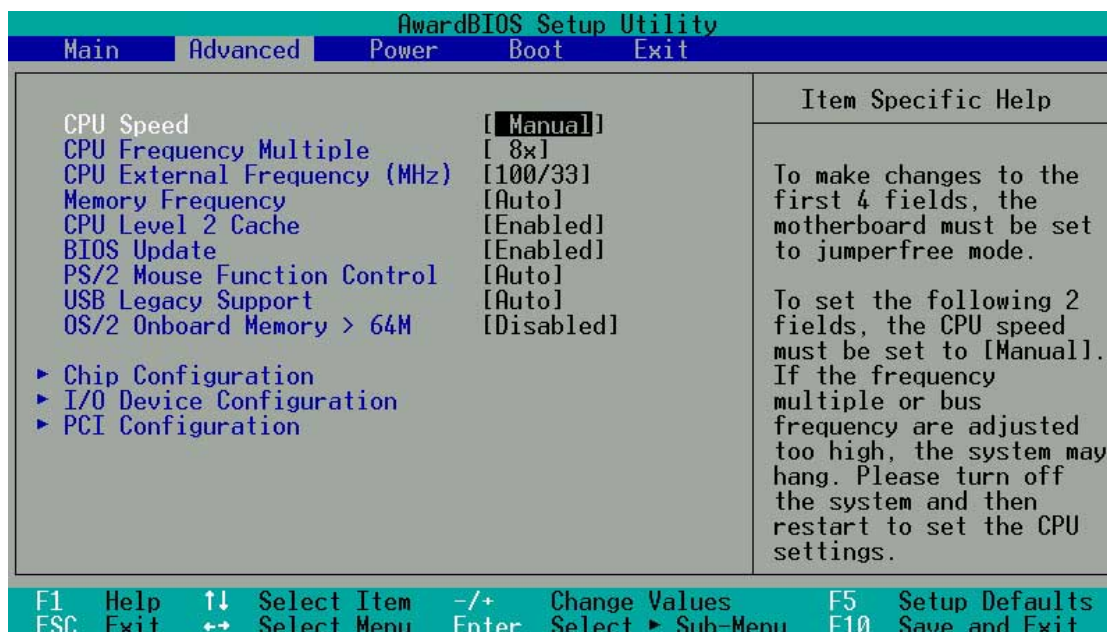 AwardBIOS Setup Utility
Main Advanced Power Boot Exit
CPU Speed [ Manual]
CPU Frequency Multiple [ 8x]
CPU External Frequency (MHz) [100/33]
Memory Frequency [Auto]
CPU Level 2 Cache [Enabled]
BIOS Update [Enabled]
PS/2 Mouse Function Control [Auto]
USB Legacy Support [Auto]
OS/2 Onboard Memory > 64M [Disabled]
► Chip Configuration
► I/O Device Configuration
► PCI Configuration
Item Specific Help
To make changes to the
first 4 fields, the
motherboard must be set
to jumperfree mode.
To set the following 2
fields, the CPU speed
must be set to [Manual].
If the frequency
multiple or bus
frequency are adjusted
too high, the system may
hang. Please turn off
the system and then
restart to set the CPU
settings.
F1 Help ↑↓ Select Item -/+ Change Values F5 Setup Defaults
ESC Exit ←→ Select Menu Enter Select ► Sub-Menu F10 Save and Exit